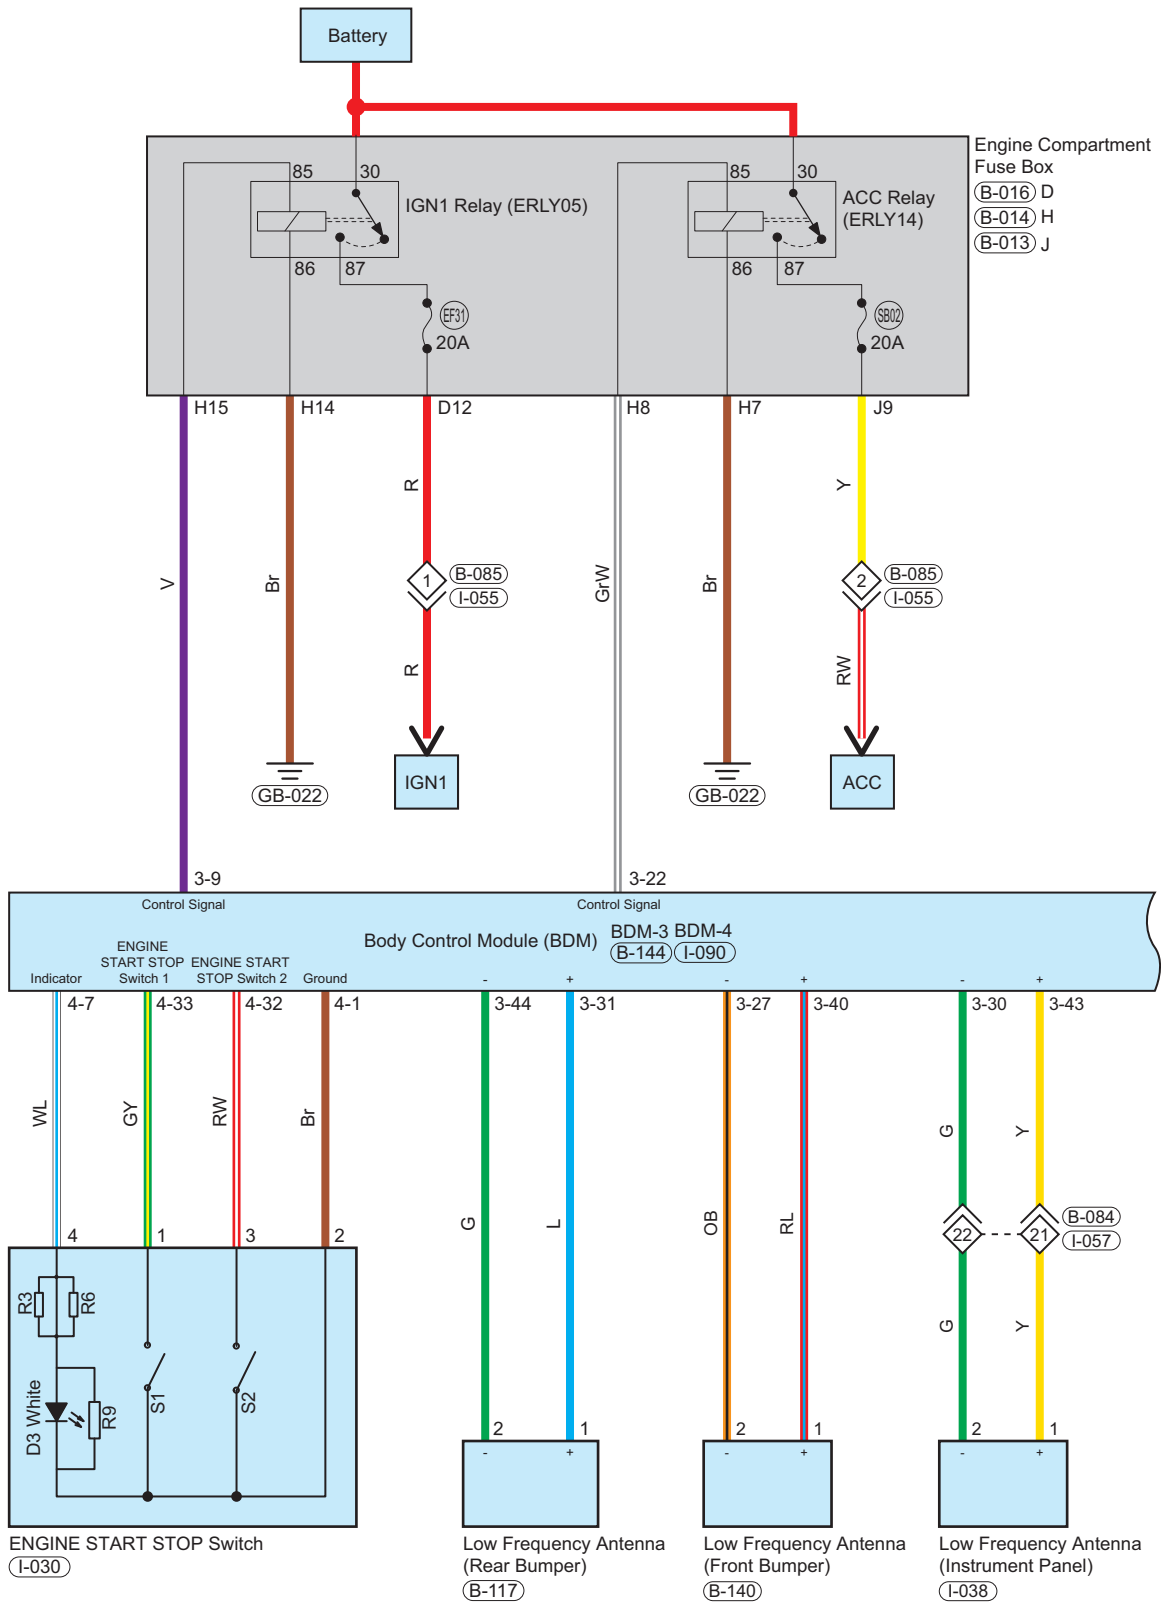 Battery
Engine Compartment
Fuse Box
B-016 D
B-014 H
B-013 J
85 30
IGN1 Relay (ERLY05)
86 87
EF31
20A
85 30
ACC Relay
(ERLY14)
86 87
SB02
20A
H15 H14 D12 H8 H7 J9
V Br R GrW Br Y
1 B-085
I-055
2 B-085
I-055
R RW
GB-022
IGN1
GB-022
ACC
3-9 3-22
Control Signal Control Signal
Body Control Module (BDM)
BDM-3 BDM-4
B-144 I-090
Indicator
ENGINE
START STOP
Switch 1
ENGINE START
STOP Switch 2
Ground
- + - + - +
4-7 4-33 4-32 4-1 3-44 3-31 3-27 3-40 3-30 3-43
WL GY RW Br G L OB RL G Y
22 21
B-084
I-057
G Y
4 1 3 2
R3 R6
D3 White
R9
S1 S2
2 1 2 1 2 1
- + - + - +
ENGINE START STOP Switch
I-030
Low Frequency Antenna
(Rear Bumper)
B-117
Low Frequency Antenna
(Front Bumper)
B-140
Low Frequency Antenna
(Instrument Panel)
I-038